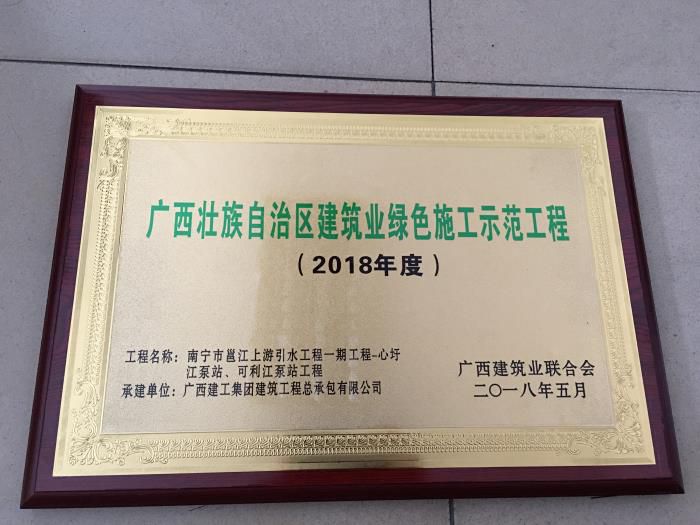 广西壮族自治区建筑业绿色施工示范工程
（2018年度）
工程名称：南宁市邕江上游引水工程一期工程-心圩
江泵站、可利江泵站工程
承建单位：广西建工集团建筑工程总承包有限公司
广西建筑业联合会
二〇一八年五月